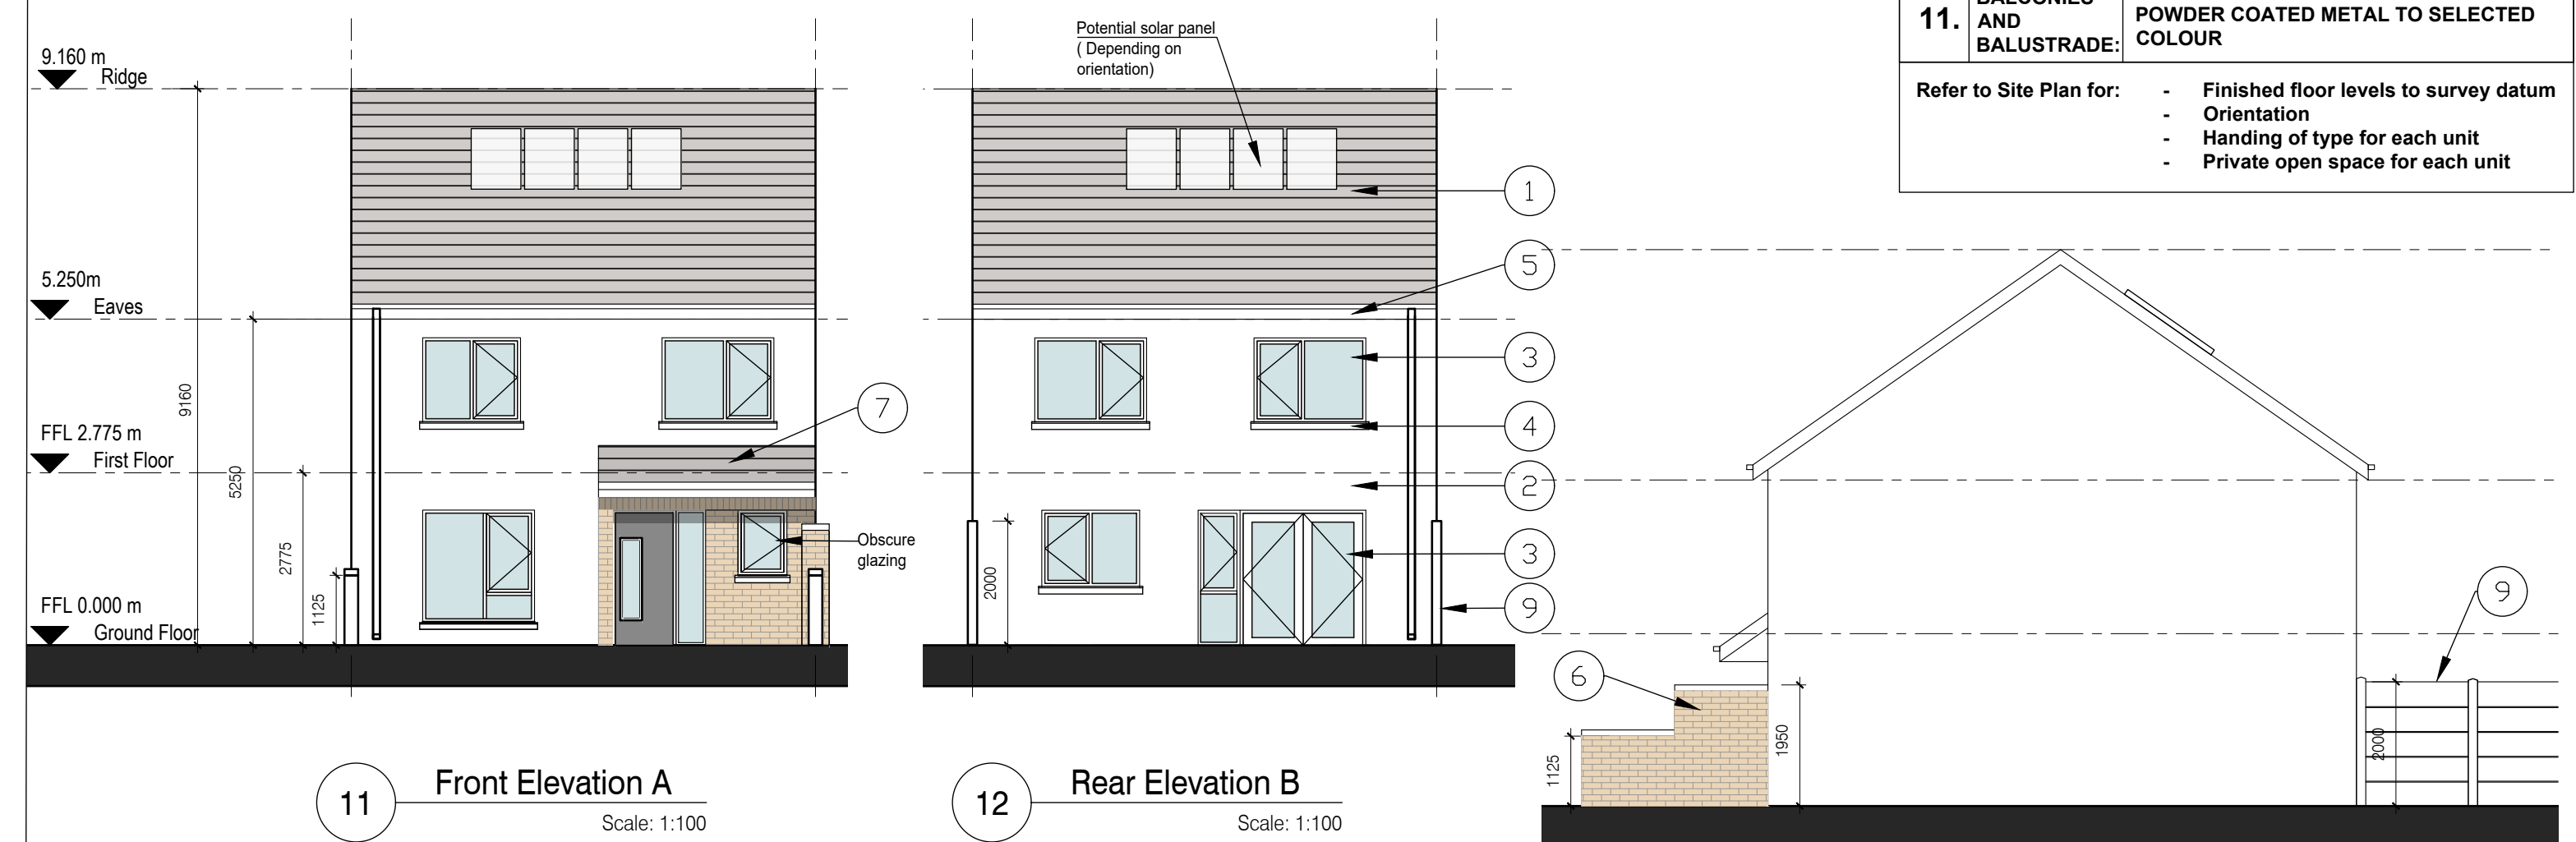 BALCONIES
11. AND
BALUSTRADE:
POWDER COATED METAL TO SELECTED
COLOUR
Refer to Site Plan for:
- Finished floor levels to survey datum
- Orientation
- Handing of type for each unit
- Private open space for each unit
9.160 m
Ridge
5.250m
Eaves
FFL 2.775 m
First Floor
FFL 0.000 m
Ground Floor
9160
5250
2775
1125
7
Obscure
glazing
11
Front Elevation A
Scale: 1:100
Potential solar panel
( Depending on
orientation)
1
5
3
4
2
3
9
2000
12
Rear Elevation B
Scale: 1:100
6
1125
1950
2000
9